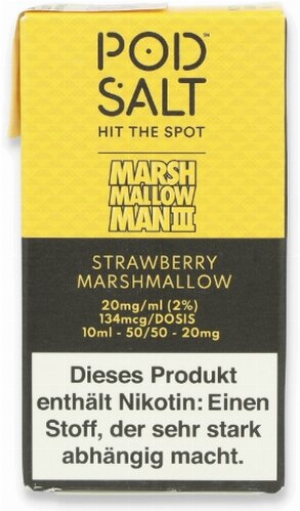 POD™
SALT
HIT THE SPOT
MARSH
MALLOW
MAN III
STRAWBERRY
MARSHMALLOW
20mg/ml (2%)
134mcg/DOSIS
10ml - 50/50 - 20mg
Dieses Produkt
enthält Nikotin: Einen
Stoff, der sehr stark
abhängig macht.